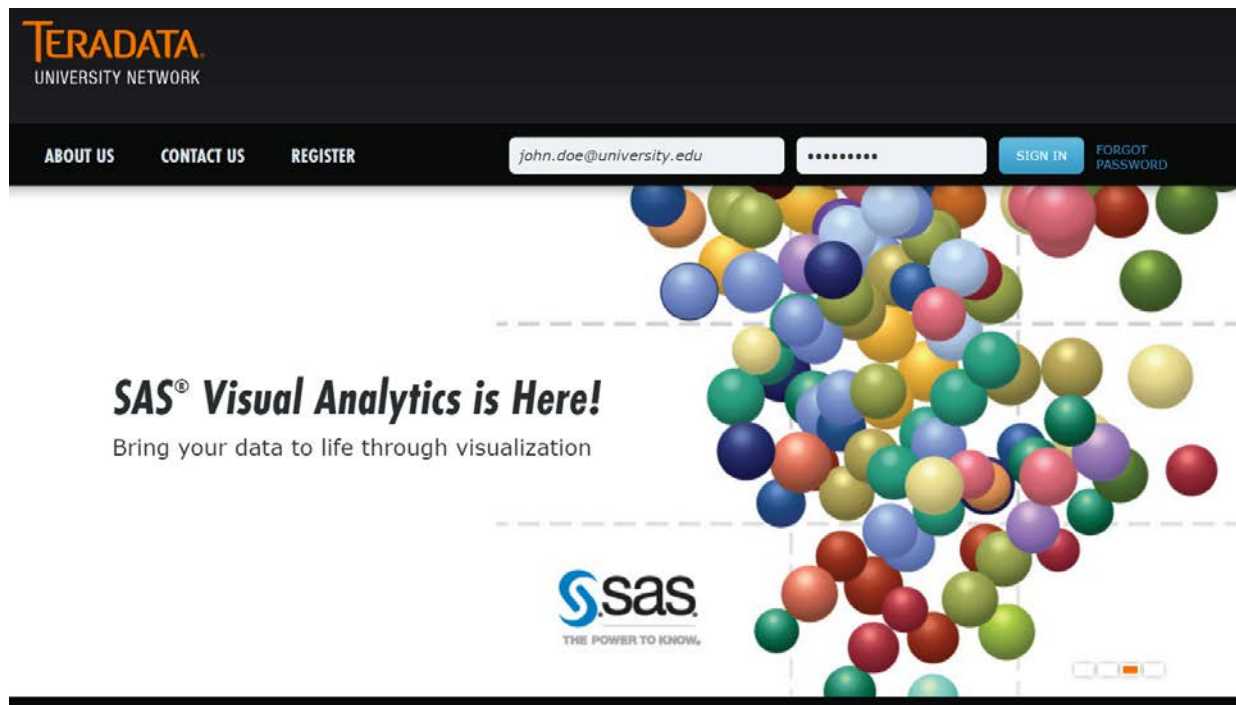 TERADATA.
UNIVERSITY NETWORK
ABOUT US CONTACT US REGISTER john.doe@university.edu ••••••••• SIGN IN FORGOT PASSWORD
SAS® Visual Analytics is Here!
Bring your data to life through visualization
sas
THE POWER TO KNOW.